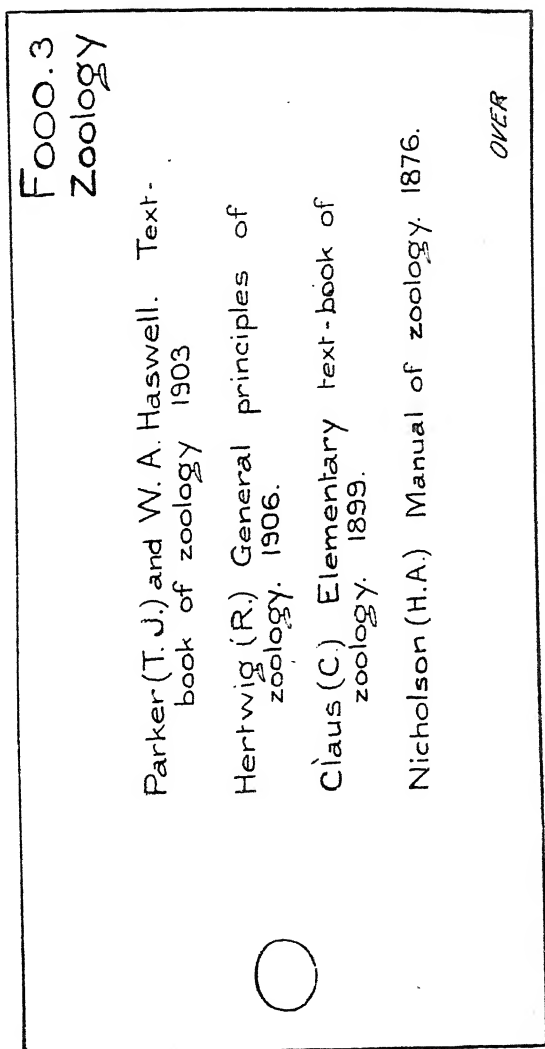 F000.3
Zoology
Parker (T. J.) and W. A. Haswell. Text-
book of zoology 1903
Hertwig (R.) General principles of
zoology. 1906.
Claus (C.) Elementary text-book of
zoology. 1899.
Nicholson (H.A.) Manual of zoology. 1876.
OVER